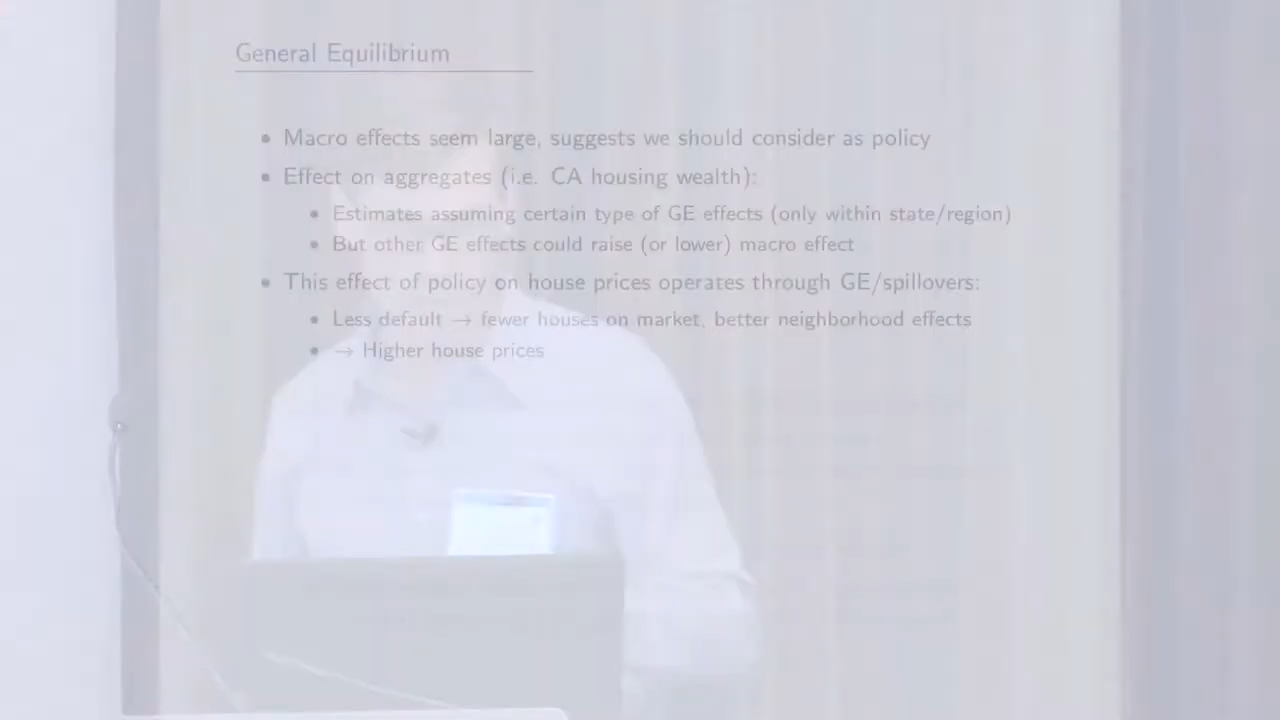 General Equilibrium
• Macro effects seem large, suggests we should consider as policy
• Effect on aggregates (i.e. CA housing wealth):
• Estimates assuming certain type of GE effects (only within state/region)
• But other GE effects could raise (or lower) macro effect
• This effect of policy on house prices operates through GE/spillovers:
• Less default → fewer houses on market, better neighborhood effects
• → Higher house prices